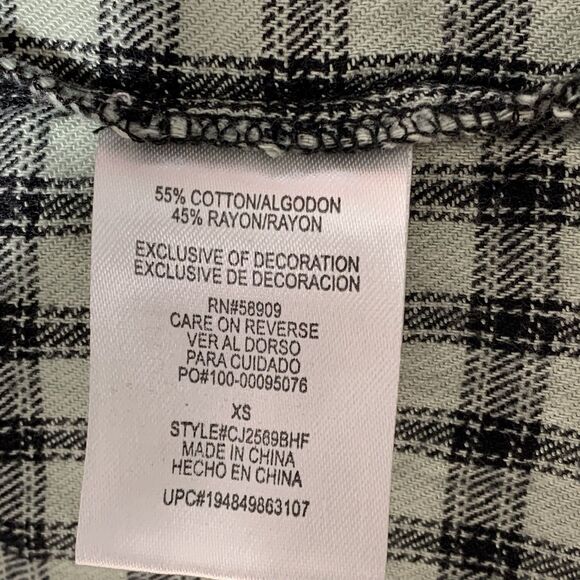 55% COTTON/ALGODON
45% RAYON/RAYON
EXCLUSIVE OF DECORATION
EXCLUSIVE DE DECORACION
RN#58909
CARE ON REVERSE
VER AL DORSO
PARA CUIDADO
PO#100-00095076
XS
STYLE#CJ2569BHF
MADE IN CHINA
HECHO EN CHINA
UPC#194849863107